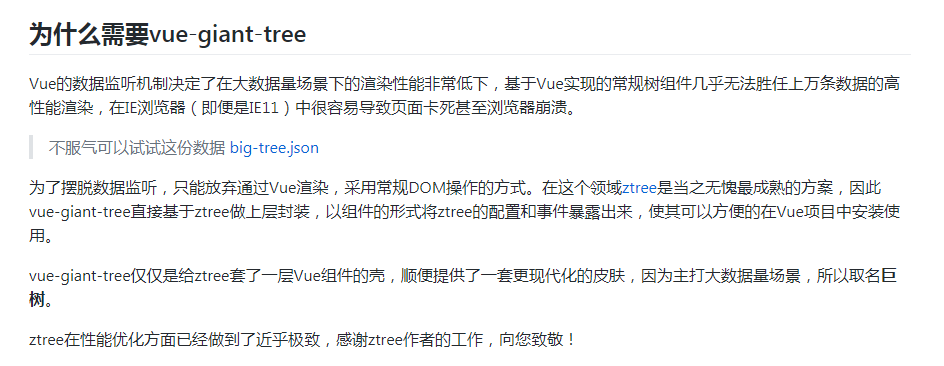 为什么需要vue-giant-tree
Vue的数据监听机制决定了在大数据量场景下的渲染性能非常低下，基于Vue实现的常规树组件几乎无法胜任上万条数据的高
性能渲染，在IE浏览器（即便是IE11）中很容易导致页面卡死甚至浏览器崩溃。
不服气可以试试这份数据 big-tree.json
为了摆脱数据监听，只能放弃通过Vue渲染，采用常规DOM操作的方式。在这个领域ztree是当之无愧最成熟的方案，因此
vue-giant-tree直接基于ztree做上层封装，以组件的形式将ztree的配置和事件暴露出来，使其可以方便的在Vue项目中安装使
用。
vue-giant-tree仅仅是给ztree套了一层Vue组件的壳，顺便提供了一套更现代化的皮肤，因为主打大数据量场景，所以取名巨
树。
ztree在性能优化方面已经做到了近乎极致，感谢ztree作者的工作，向您致敬！